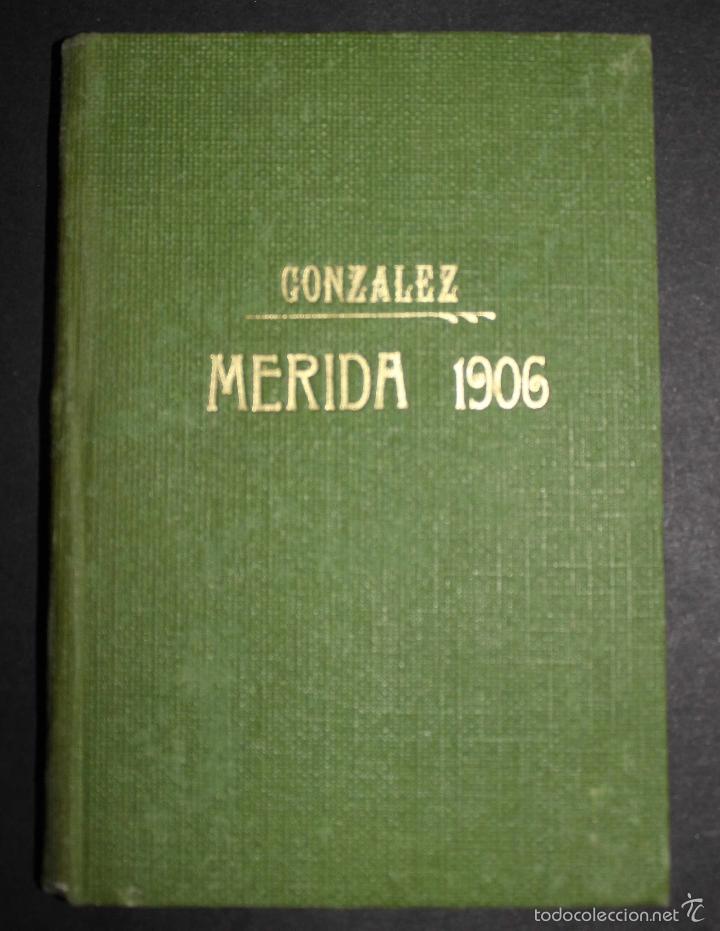 GONZALEZ
MERIDA 1906
todocoleccion.net